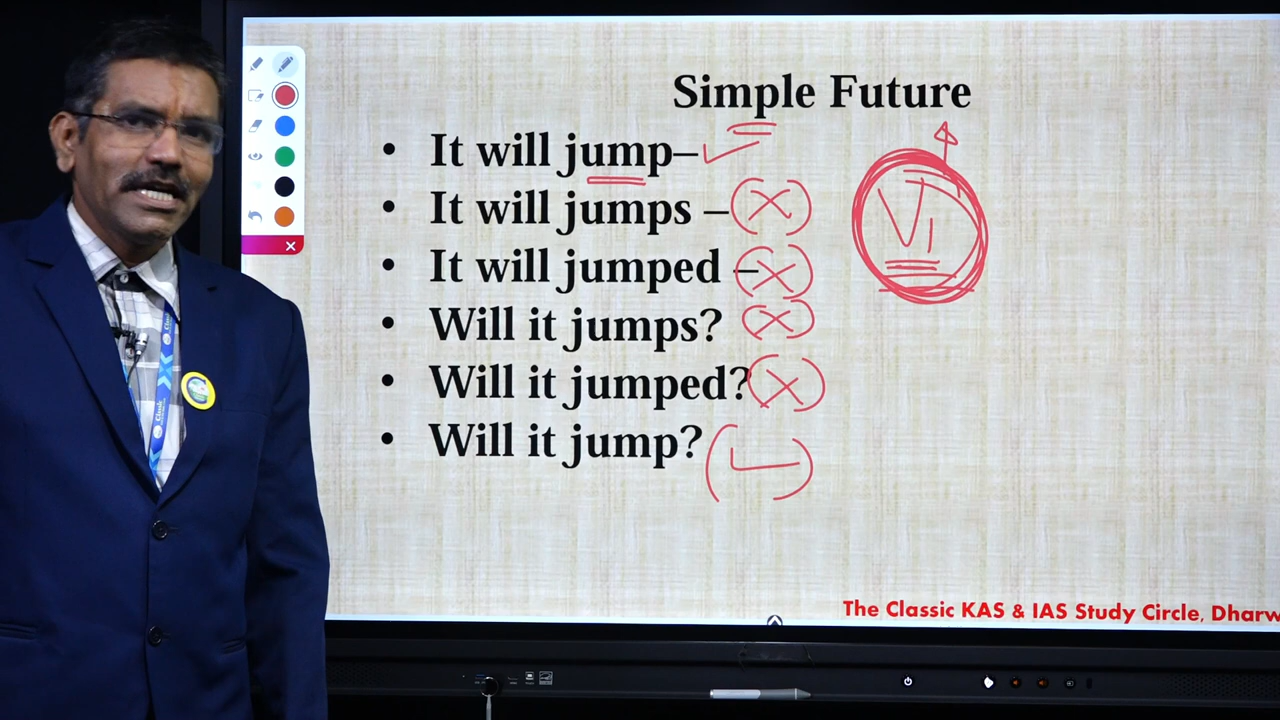 Simple Future
• It will jump–
• It will jumps –
• It will jumped –
• Will it jumps?
• Will it jumped?
• Will it jump?
V1
The Classic KAS & IAS Study Circle, Dharw